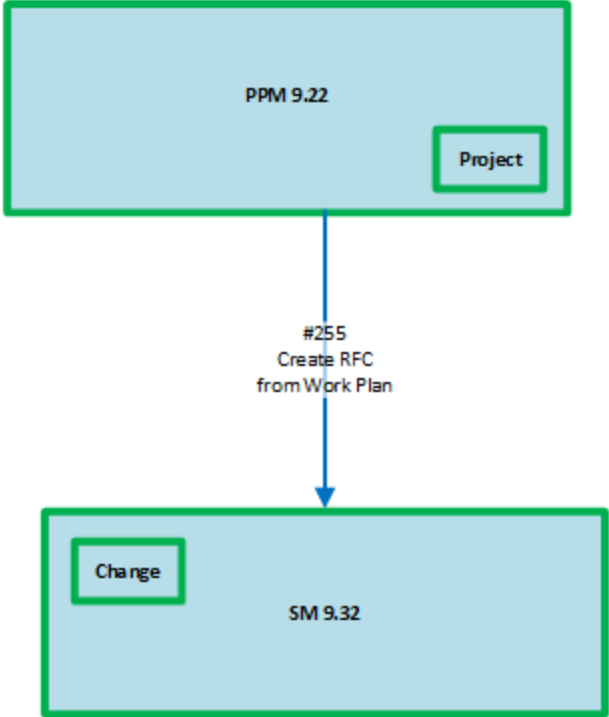 PPM 9.22
Project
#255
Create RFC
from Work Plan
Change
SM 9.32